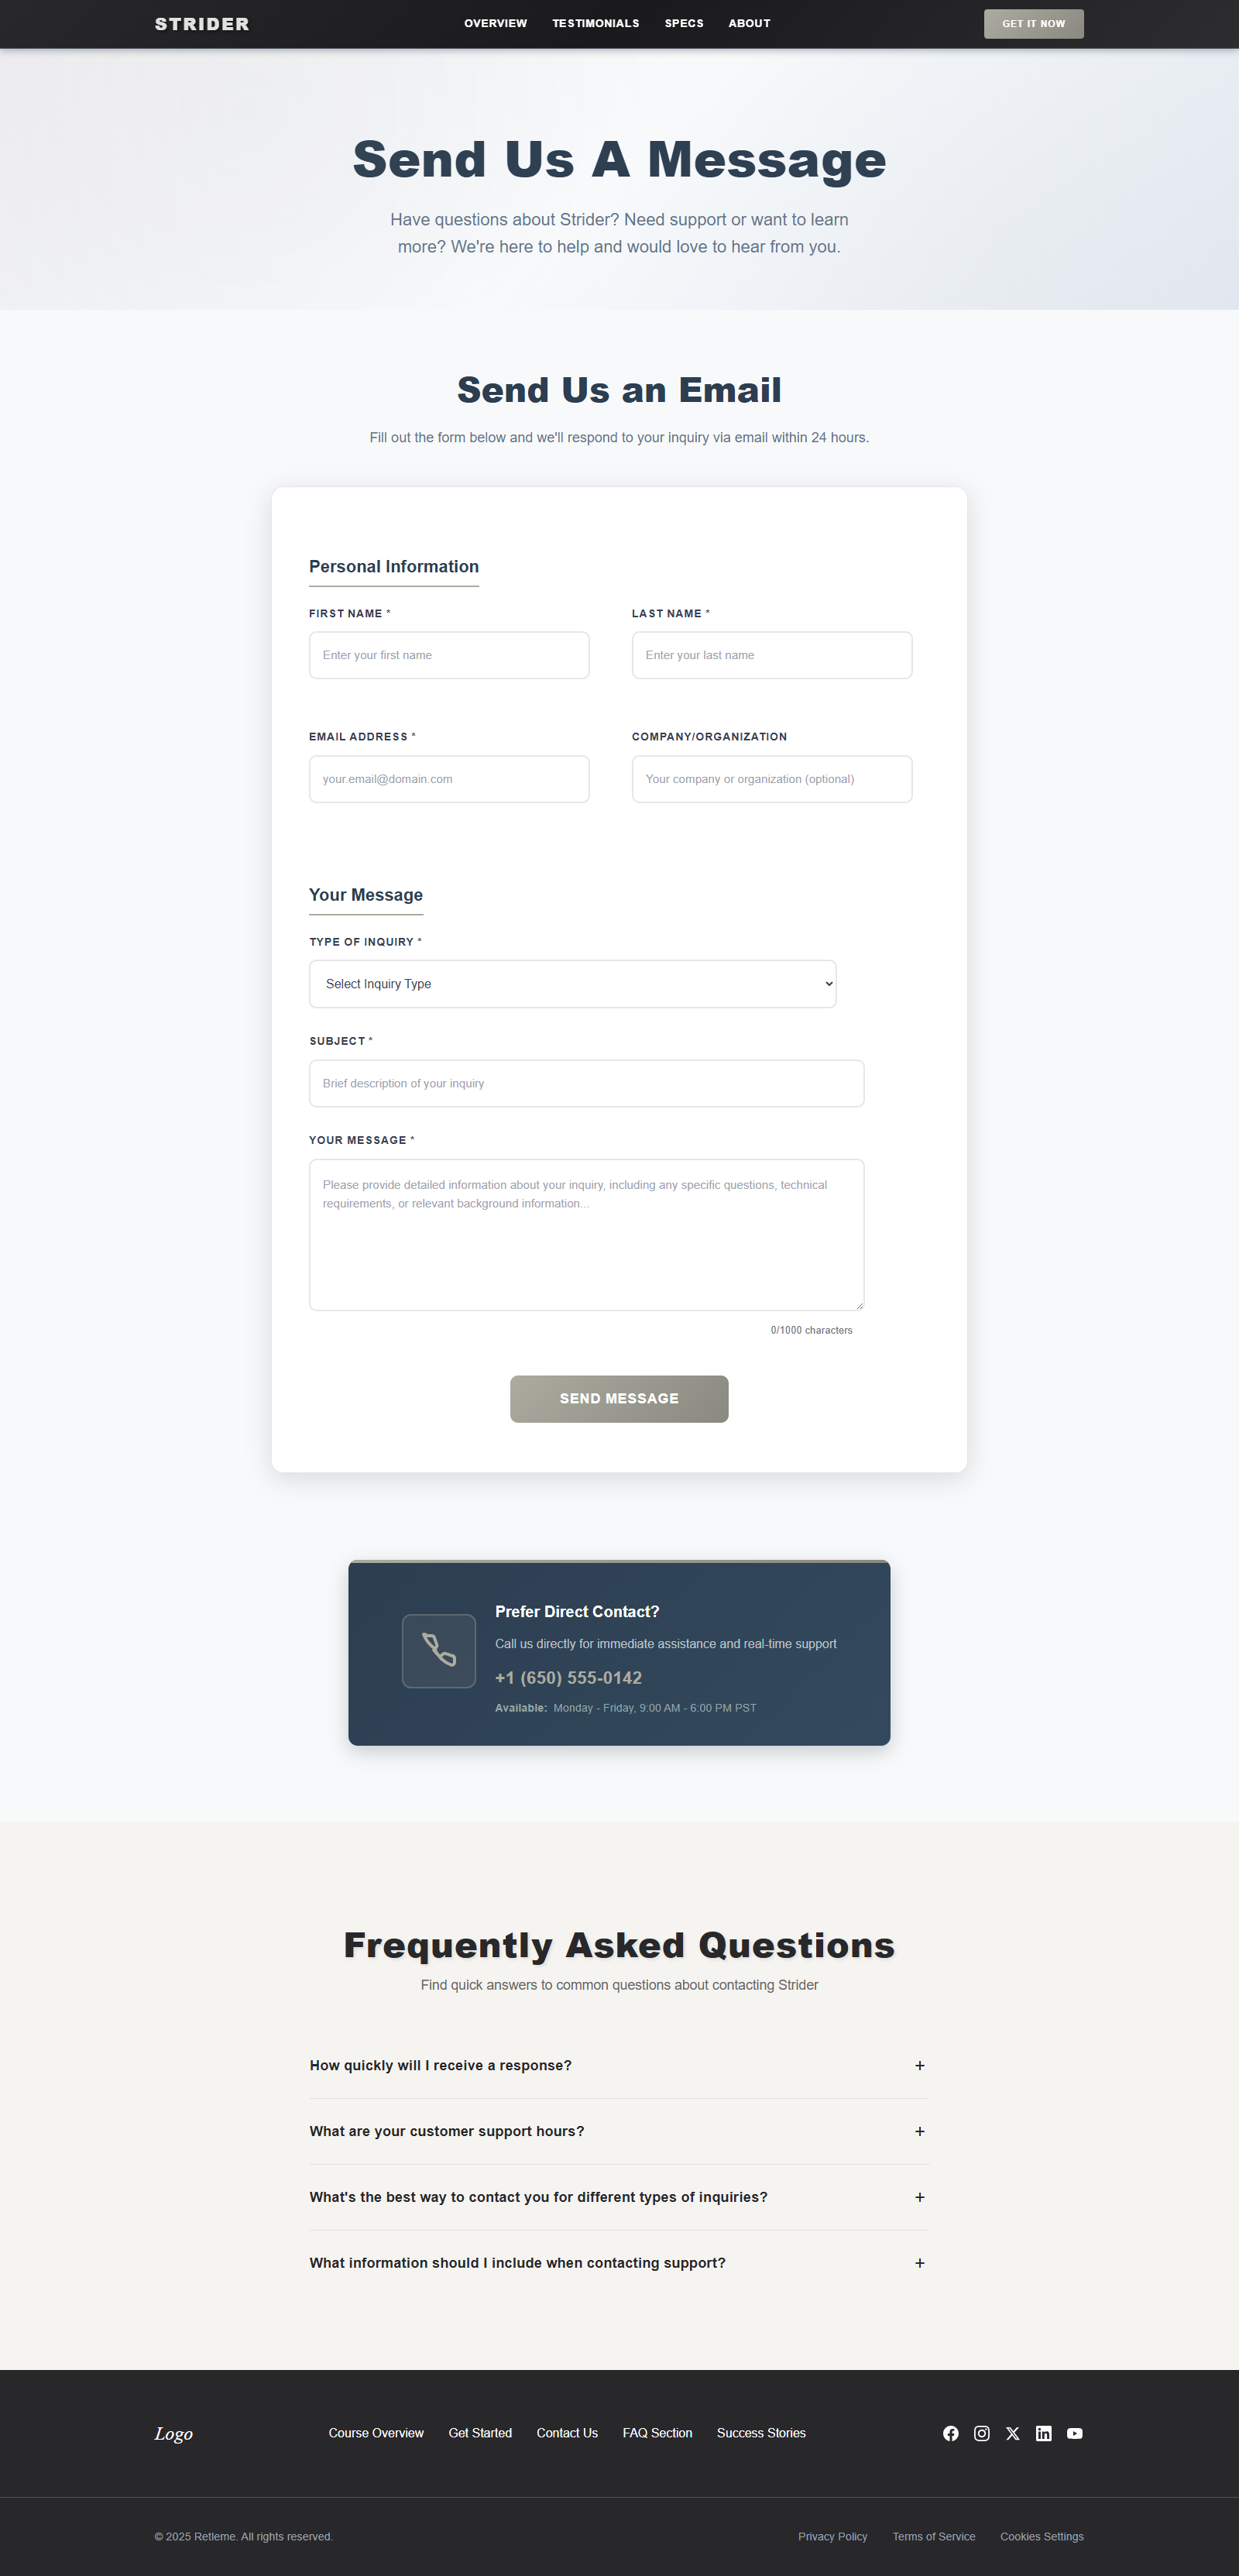 STRIDER
OVERVIEW TESTIMONIALS SPECS ABOUT
GET IT NOW
Send Us A Message
Have questions about Strider? Need support or want to learn
more? We're here to help and would love to hear from you.
Send Us an Email
Fill out the form below and we'll respond to your inquiry via email within 24 hours.
Personal Information
FIRST NAME *
Enter your first name
LAST NAME *
Enter your last name
EMAIL ADDRESS *
your.email@domain.com
COMPANY/ORGANIZATION
Your company or organization (optional)
Your Message
TYPE OF INQUIRY *
Select Inquiry Type
SUBJECT *
Brief description of your inquiry
YOUR MESSAGE *
Please provide detailed information about your inquiry, including any specific questions, technical
requirements, or relevant background information...
0/1000 characters
SEND MESSAGE
Prefer Direct Contact?
Call us directly for immediate assistance and real-time support
+1 (650) 555-0142
Available: Monday - Friday, 9:00 AM - 6:00 PM PST
Frequently Asked Questions
Find quick answers to common questions about contacting Strider
How quickly will I receive a response? +
What are your customer support hours? +
What's the best way to contact you for different types of inquiries? +
What information should I include when contacting support? +
Logo
Course Overview Get Started Contact Us FAQ Section Success Stories
© 2025 Retleme. All rights reserved.
Privacy Policy Terms of Service Cookies Settings